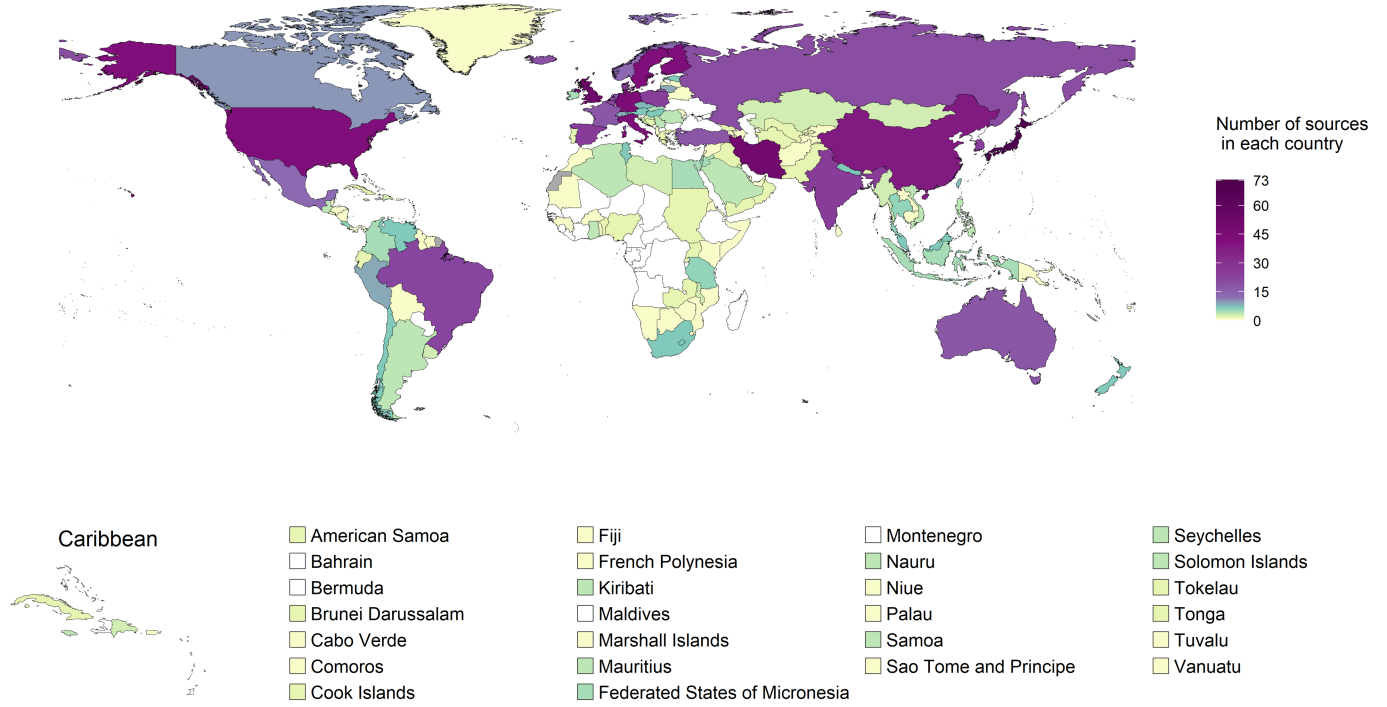 Number of sources
in each country
73
60
45
30
15
0
Caribbean
American Samoa
Bahrain
Bermuda
Brunei Darussalam
Cabo Verde
Comoros
Cook Islands
Fiji
French Polynesia
Kiribati
Maldives
Marshall Islands
Mauritius
Federated States of Micronesia
Montenegro
Nauru
Niue
Palau
Samoa
Sao Tome and Principe
Seychelles
Solomon Islands
Tokelau
Tonga
Tuvalu
Vanuatu